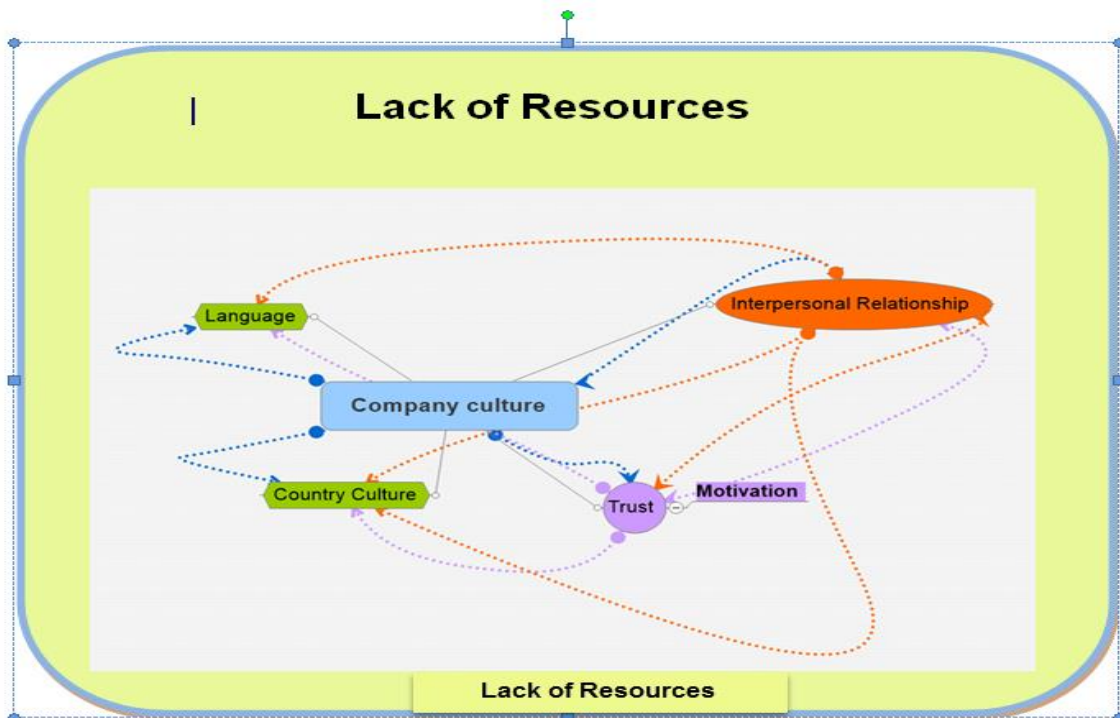 Lack of Resources
Interpersonal Relationship
Language
Company culture
Country Culture
Motivation
Trust
Lack of Resources